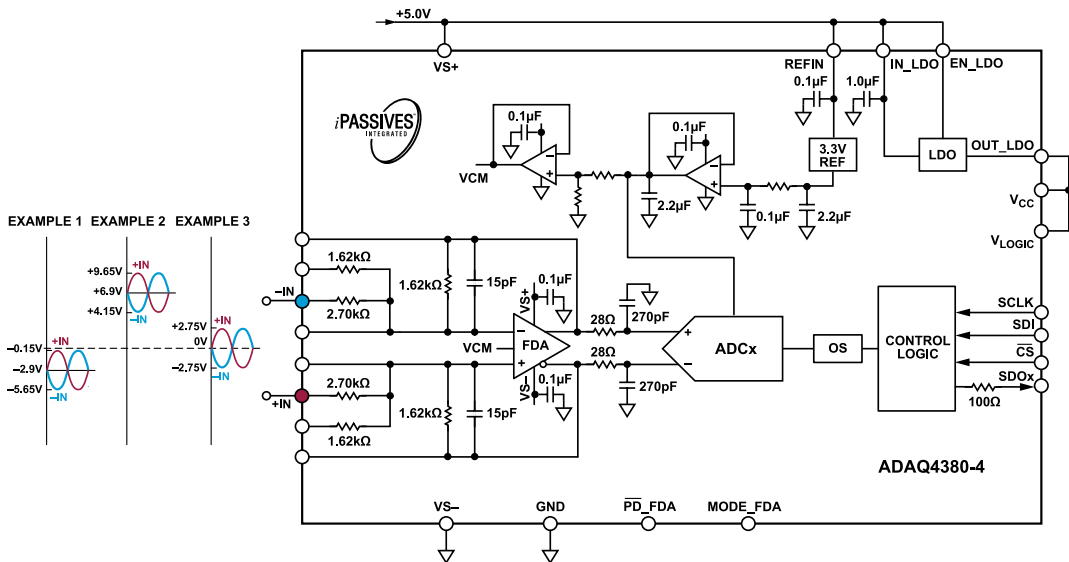 +5.0V
VS+
REFIN
IN_LDO
EN_LDO
0.1µF
1.0µF
iPASSIVES
INTEGRATED
0.1µF
0.1µF
3.3V
REF
LDO
OUT_LDO
VCM
2.2µF
0.1µF
2.2µF
VCC
VLOGIC
EXAMPLE 1
EXAMPLE 2
EXAMPLE 3
+9.65V
+IN
+6.9V
+4.15V
–IN
+2.75V
+IN
0V
–2.75V
–IN
–0.15V
+IN
–2.9V
–5.65V
–IN
1.62kΩ
–IN
2.70kΩ
1.62kΩ
15pF
VS+
0.1µF
VCM
FDA
28Ω
270pF
28Ω
270pF
ADCx
OS
CONTROL
LOGIC
SCLK
SDI
CS
SDOx
100Ω
2.70kΩ
+IN
1.62kΩ
1.62kΩ
15pF
VS–
0.1µF
ADAQ4380-4
VS–
GND
PD_FDA
MODE_FDA